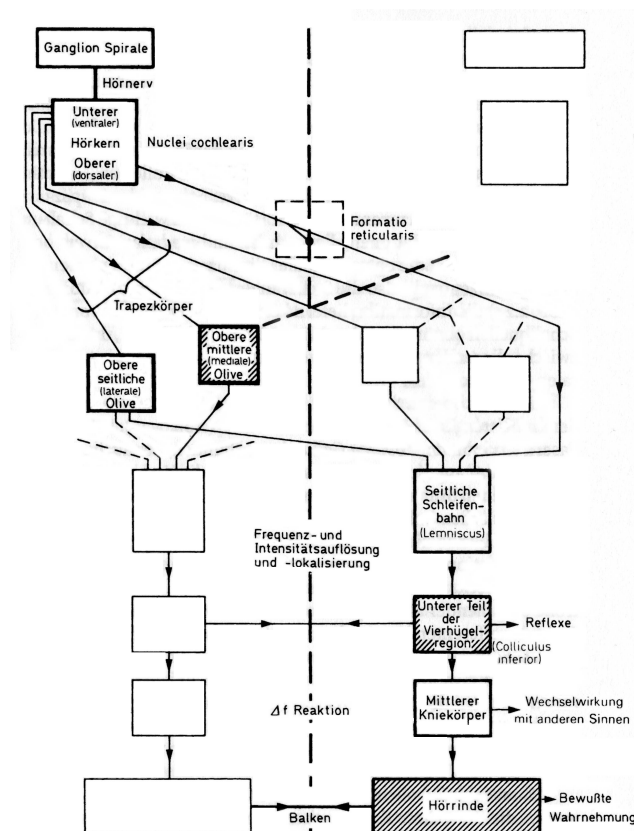 Ganglion Spirale
Hörnerv
Unterer
(ventraler)
Hörkern
Oberer
(dorsaler)
Nuclei cochlearis
Formatio
reticularis
Trapezkörper
Obere
mittlere
(mediale)
Olive
Obere
seitliche
(laterale)
Olive
Seitliche
Schleifen-
bahn
(Lemniscus)
Frequenz- und
Intensitätsauflösung
und -lokalisierung
Unterer Teil
der
Vierhügel-
region
Reflexe
(Colliculus
inferior)
Δf Reaktion
Mittlerer
Kniekörper
Wechselwirkung
mit anderen Sinnen
Balken
Hörrinde
Bewußte
Wahrnehmung